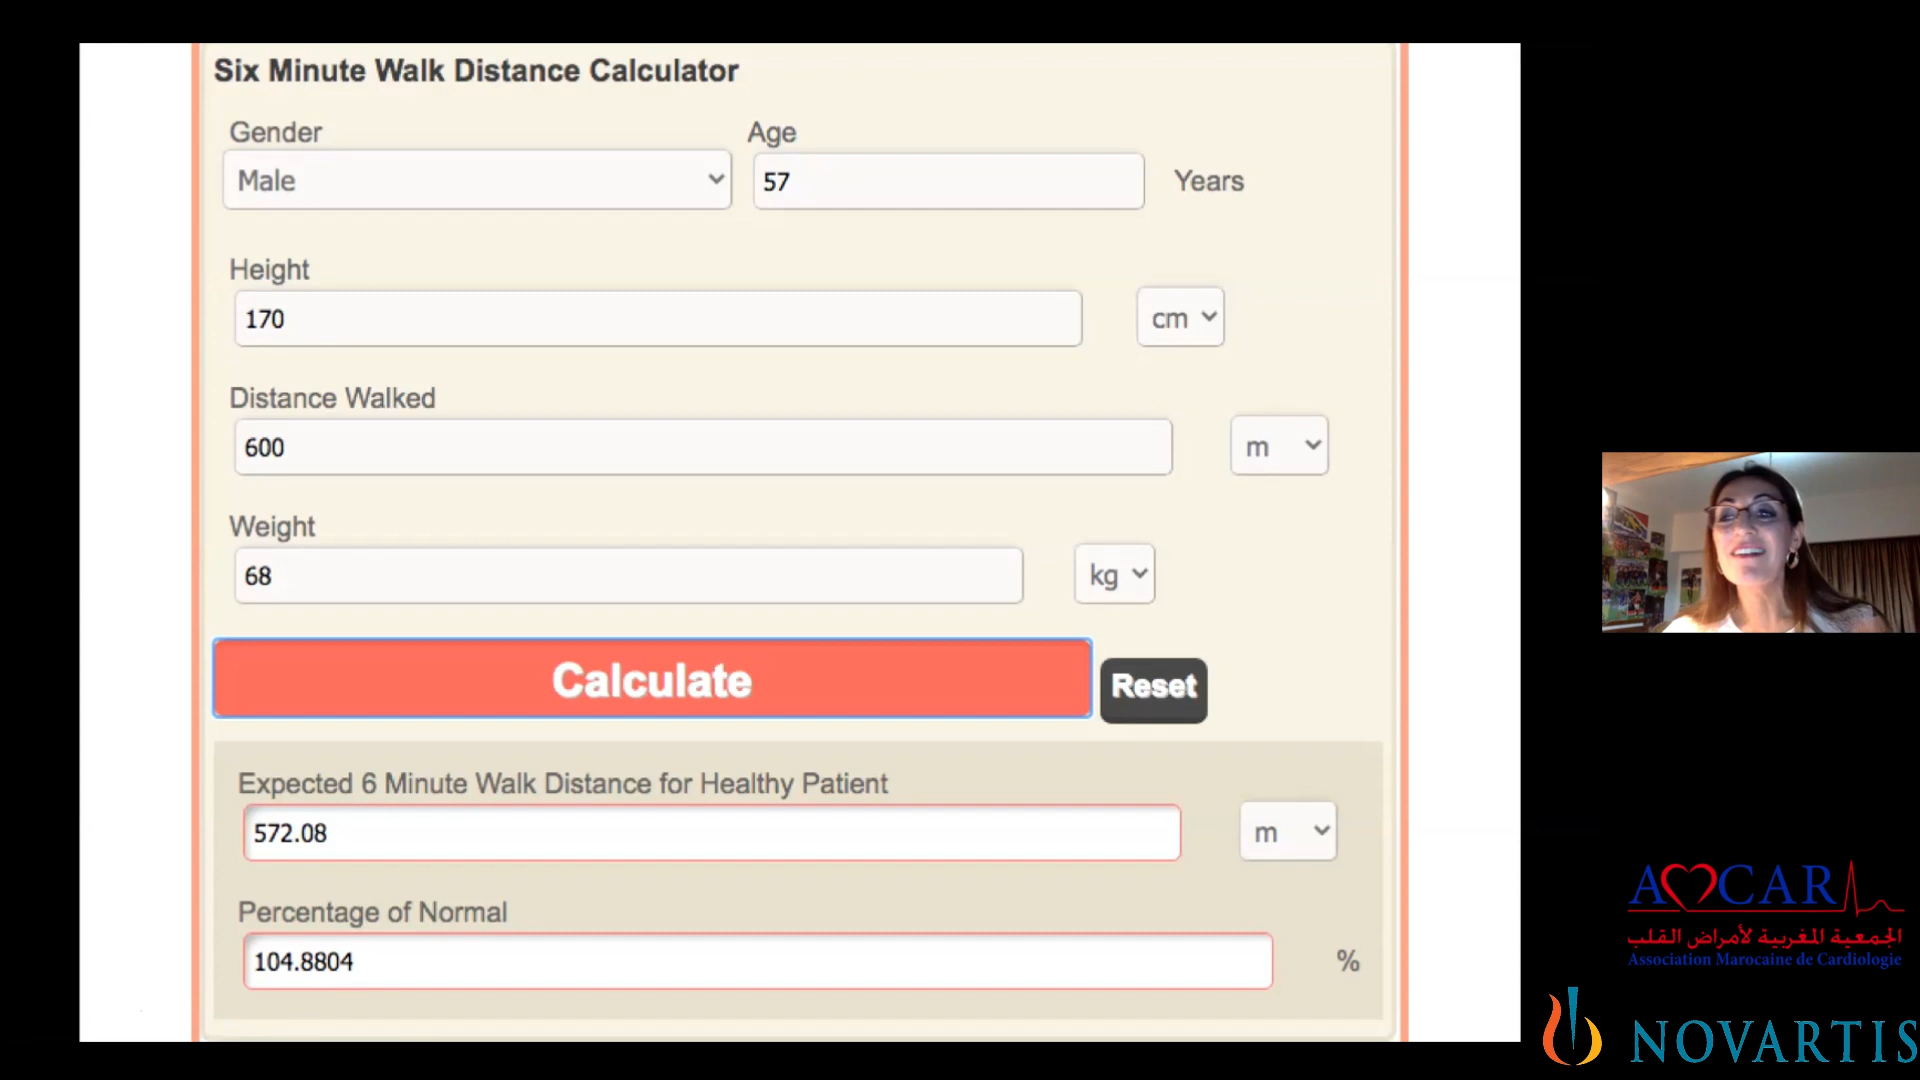 Six Minute Walk Distance Calculator
Gender Age
Male 57 Years
Height
170 cm
Distance Walked
600 m
Weight
68 kg
Calculate Reset
Expected 6 Minute Walk Distance for Healthy Patient
572.08 m
Percentage of Normal
104.8804 %
AMCAR
الجمعية المغربية لأمراض القلب
Association Marocaine de Cardiologie
NOVARTIS